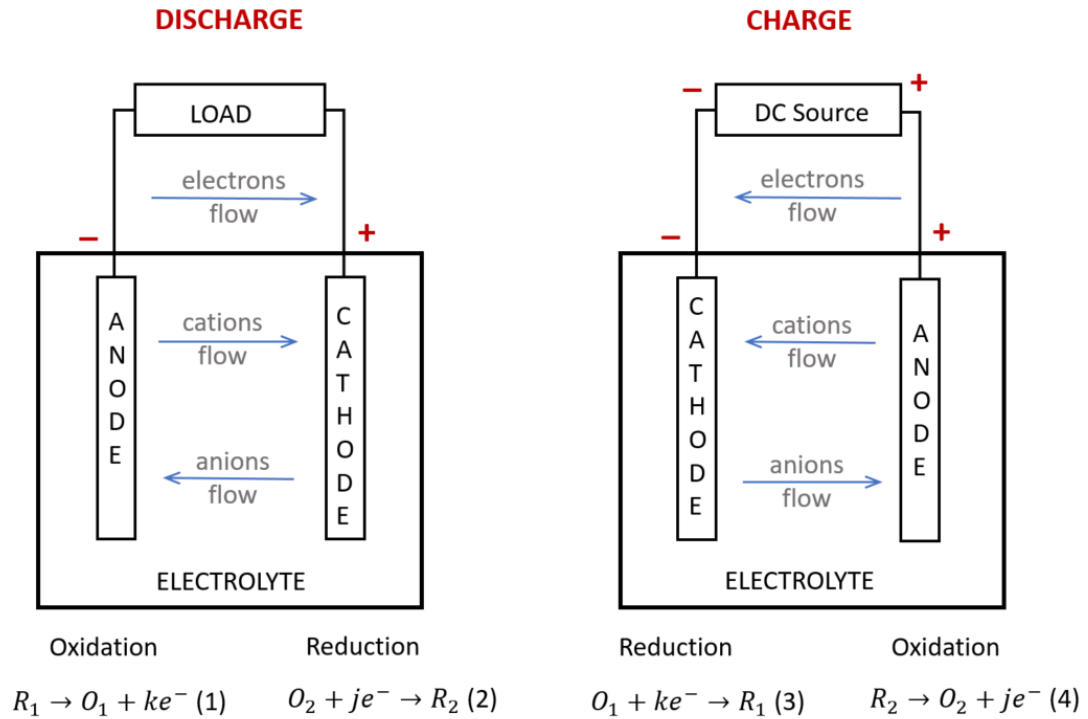 DISCHARGE
LOAD
electrons
flow
− +
A
N
O
D
E
cations
flow
anions
flow
C
A
T
H
O
D
E
ELECTROLYTE
Oxidation Reduction
R₁ → O₁ + ke⁻ (1) O₂ + je⁻ → R₂ (2)
CHARGE
− +
DC Source
electrons
flow
− +
C
A
T
H
O
D
E
cations
flow
anions
flow
A
N
O
D
E
ELECTROLYTE
Reduction Oxidation
O₁ + ke⁻ → R₁ (3) R₂ → O₂ + je⁻ (4)